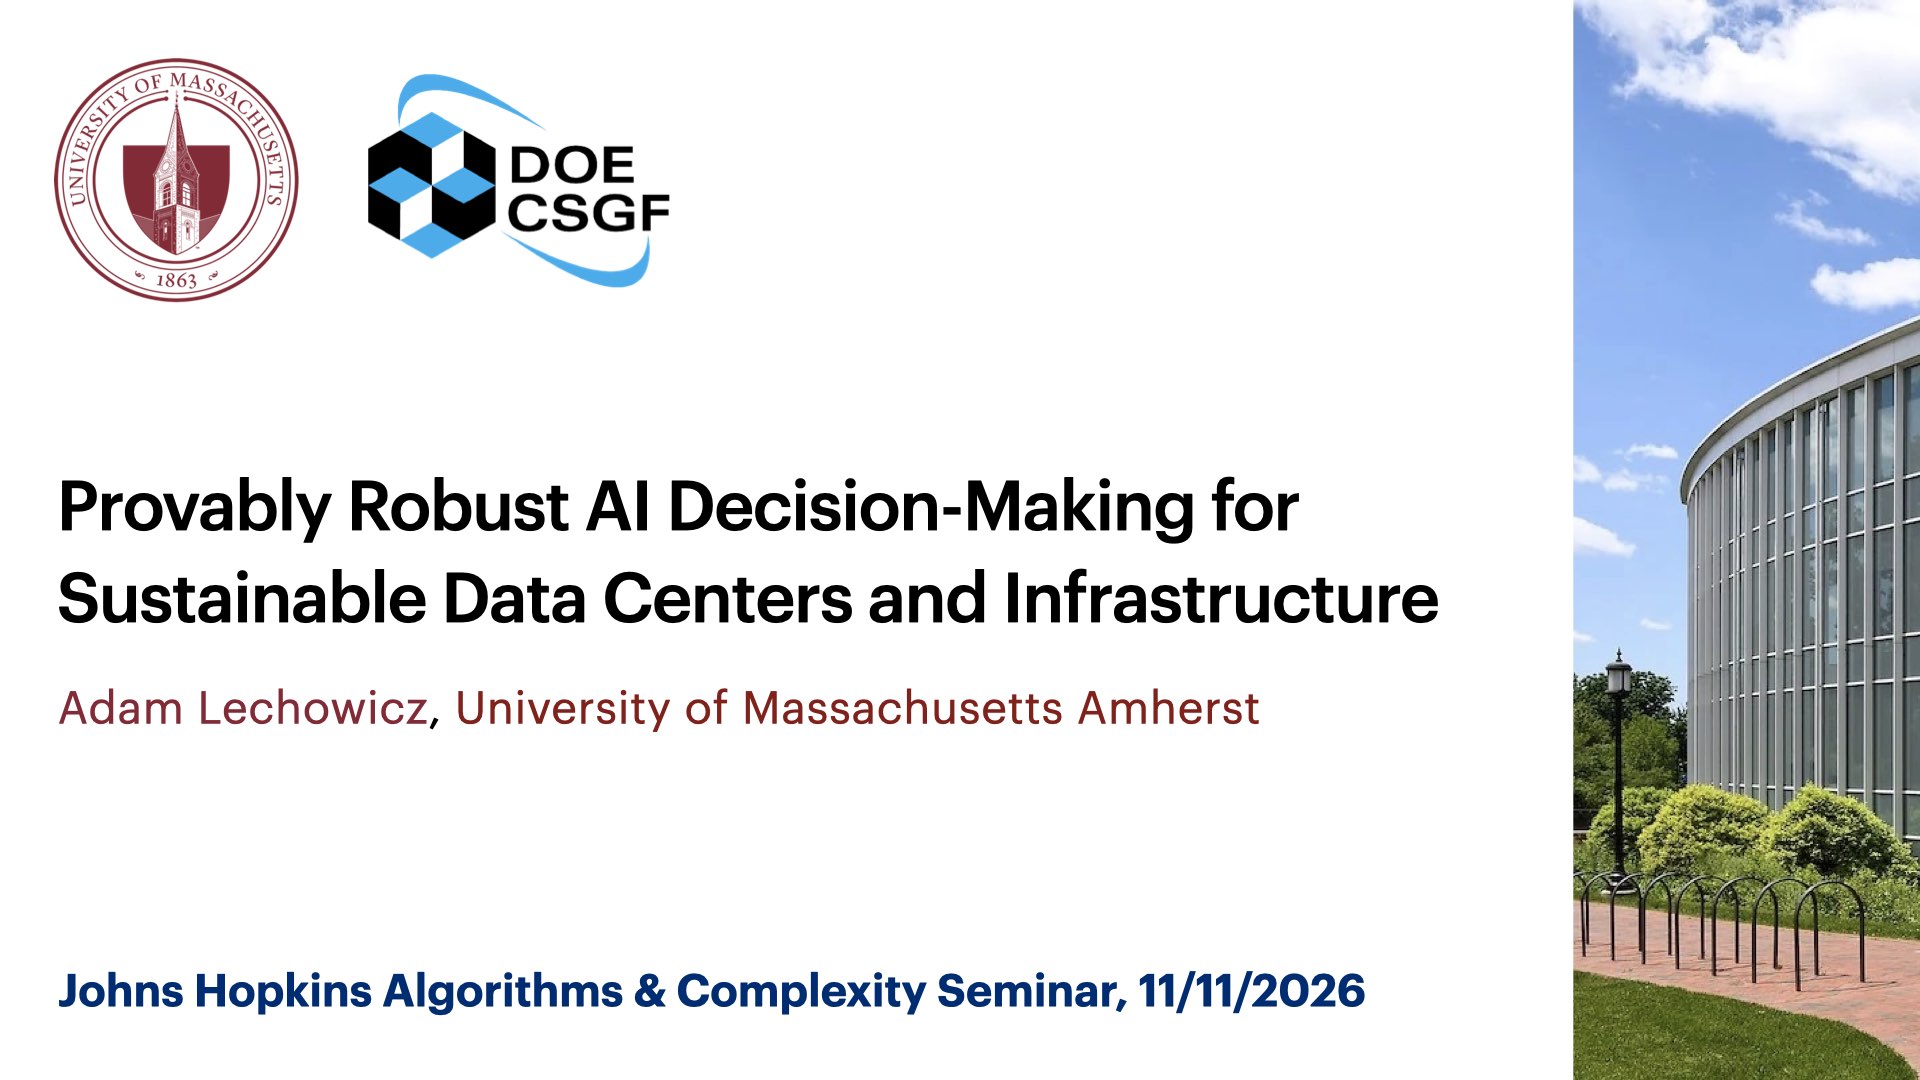 UNIVERSITY OF MASSACHUSETTS
1863
DOE
CSGF
Provably Robust AI Decision-Making for
Sustainable Data Centers and Infrastructure
Adam Lechowicz, University of Massachusetts Amherst
Johns Hopkins Algorithms & Complexity Seminar, 11/11/2026